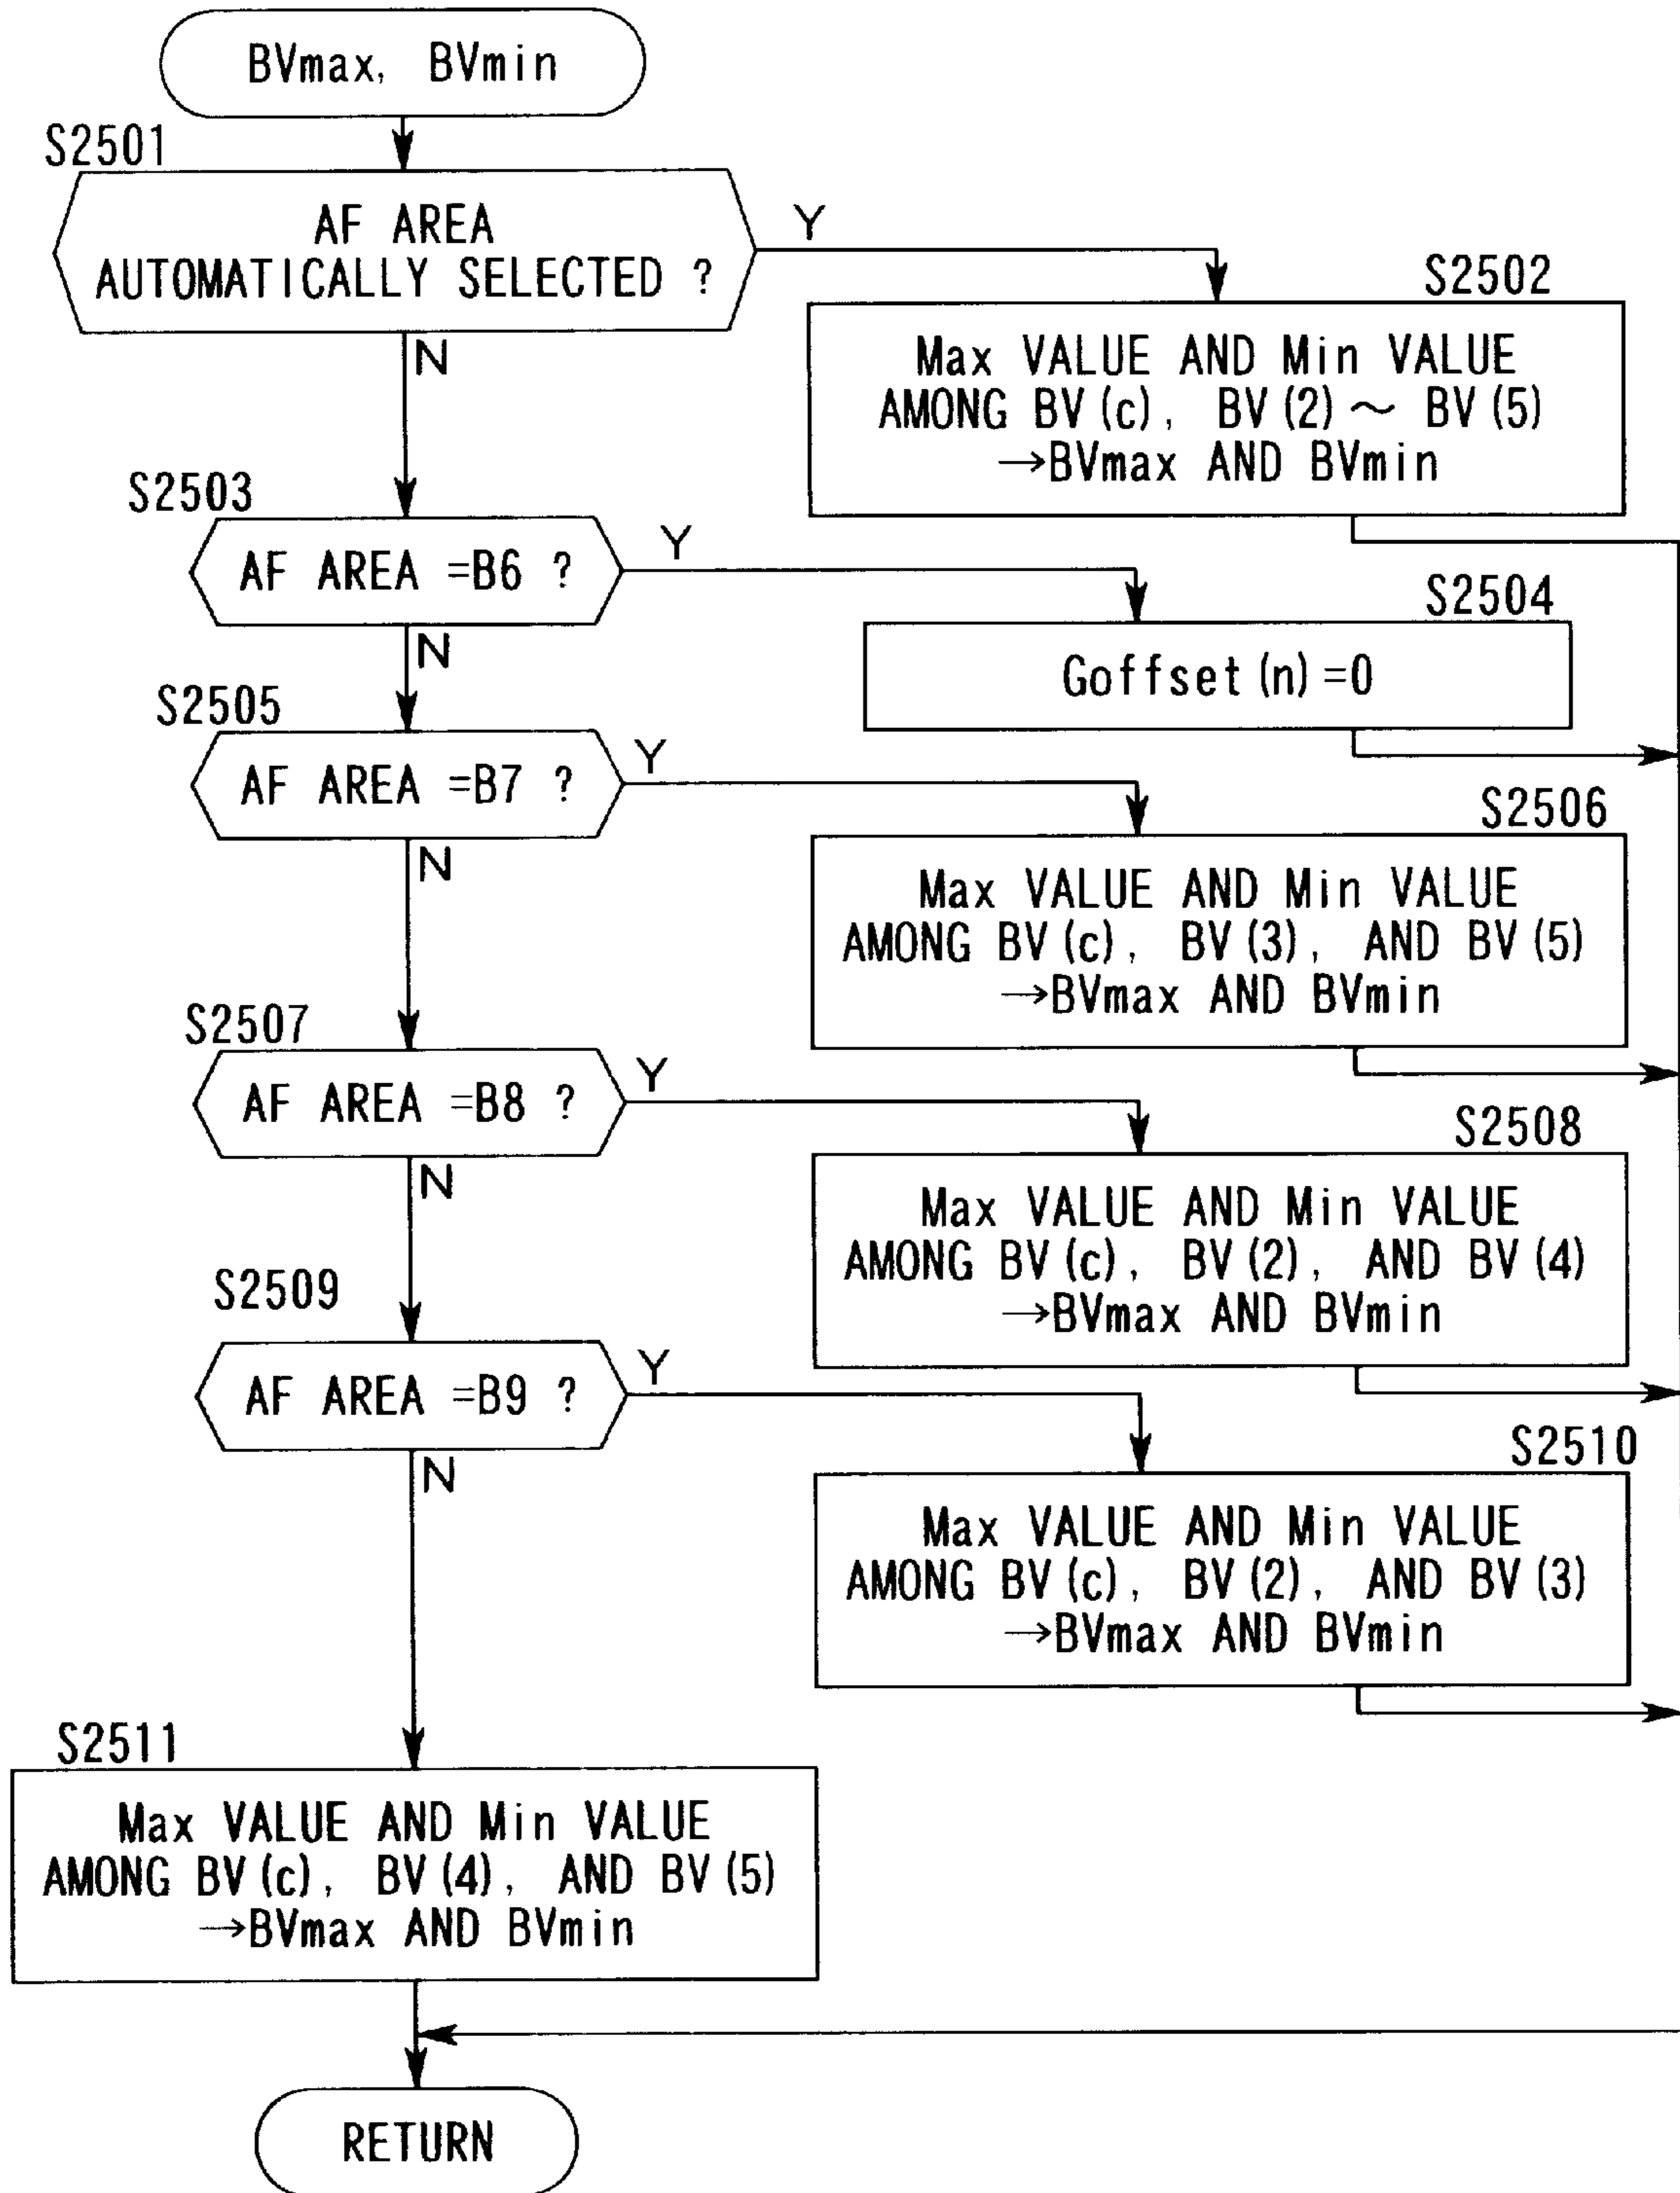 BVmax, BVmin
S2501
AF AREA
AUTOMATICALLY SELECTED ?
Y
N
S2502
Max VALUE AND Min VALUE
AMONG BV(c), BV(2)～BV(5)
→BVmax AND BVmin
S2503
AF AREA =B6 ?
Y
N
S2504
Goffset(n)=0
S2505
AF AREA =B7 ?
Y
N
S2506
Max VALUE AND Min VALUE
AMONG BV(c), BV(3), AND BV(5)
→BVmax AND BVmin
S2507
AF AREA =B8 ?
Y
N
S2508
Max VALUE AND Min VALUE
AMONG BV(c), BV(2), AND BV(4)
→BVmax AND BVmin
S2509
AF AREA =B9 ?
Y
N
S2510
Max VALUE AND Min VALUE
AMONG BV(c), BV(2), AND BV(3)
→BVmax AND BVmin
S2511
Max VALUE AND Min VALUE
AMONG BV(c), BV(4), AND BV(5)
→BVmax AND BVmin
RETURN